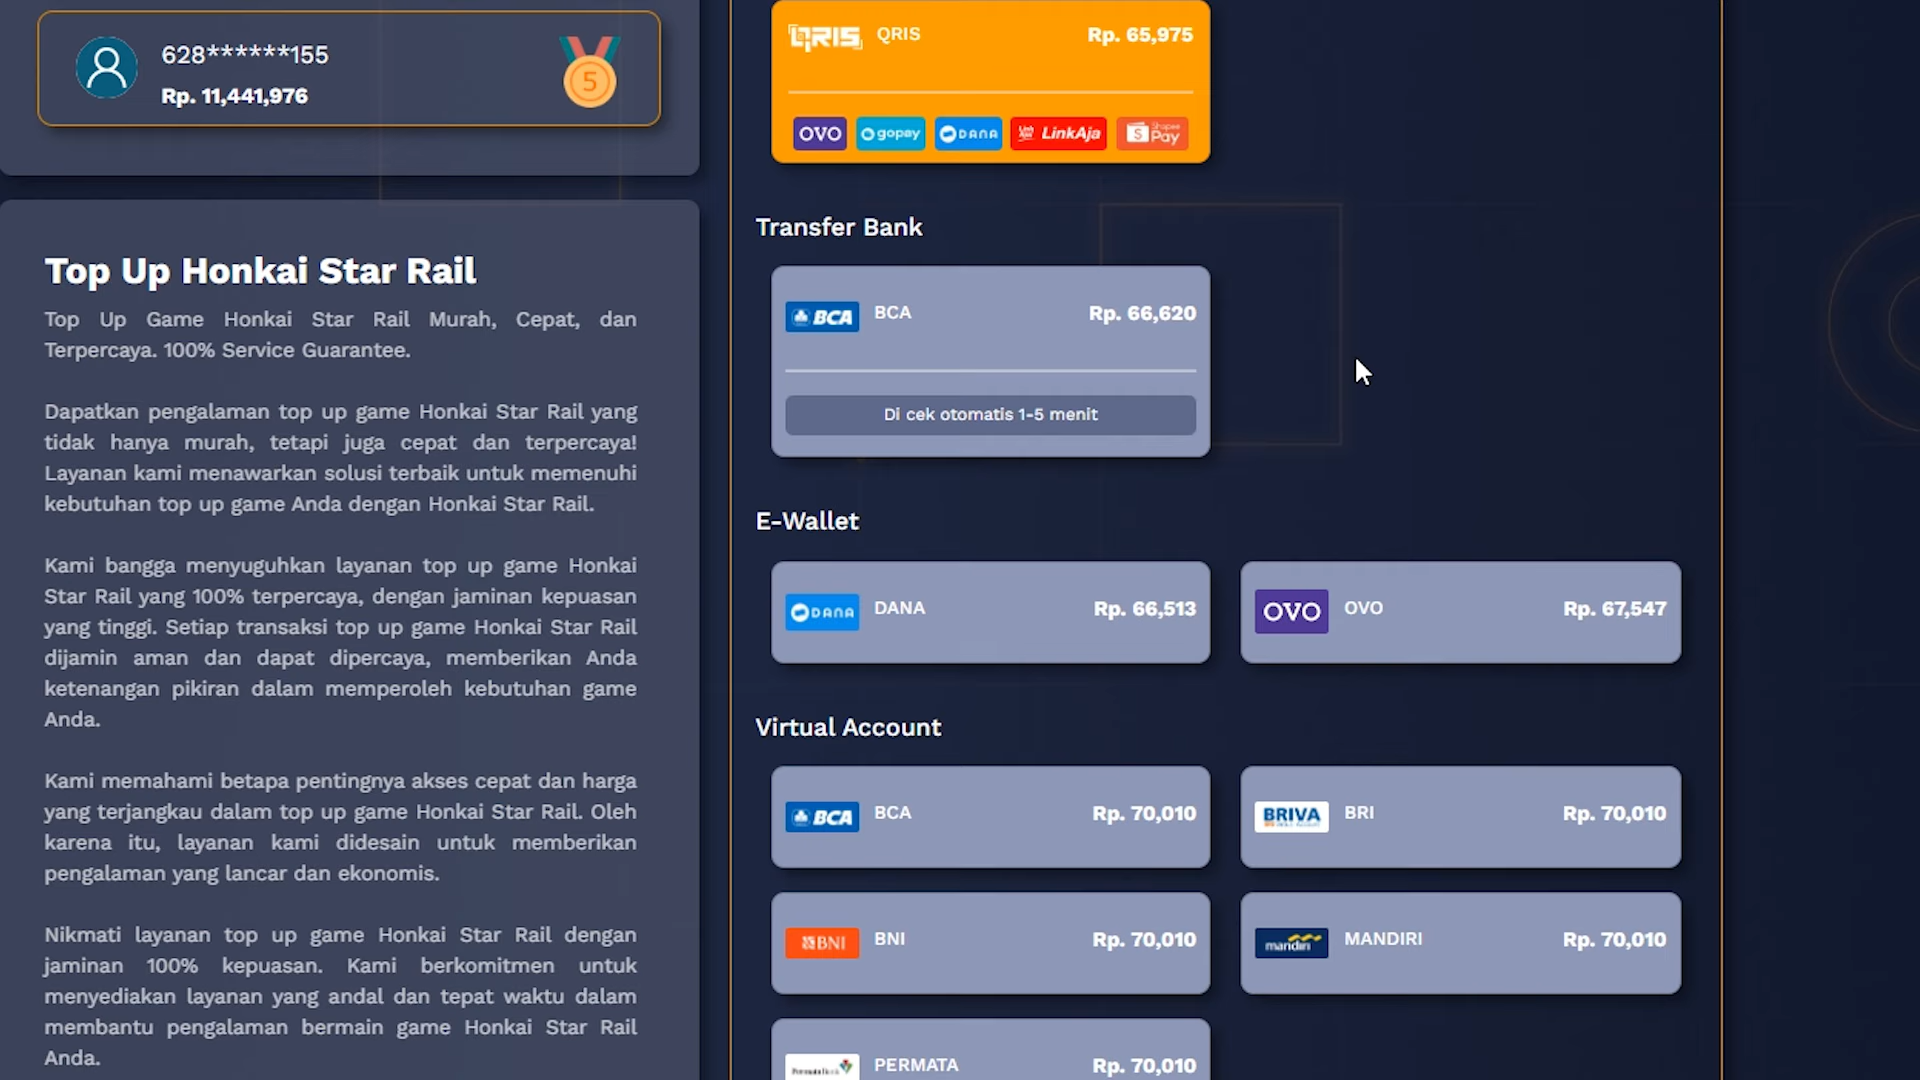 628******155
Rp. 11,441,976
5
Top Up Honkai Star Rail
Top Up Game Honkai Star Rail Murah, Cepat, dan
Terpercaya. 100% Service Guarantee.
Dapatkan pengalaman top up game Honkai Star Rail yang
tidak hanya murah, tetapi juga cepat dan terpercaya!
Layanan kami menawarkan solusi terbaik untuk memenuhi
kebutuhan top up game Anda dengan Honkai Star Rail.
Kami bangga menyuguhkan layanan top up game Honkai
Star Rail yang 100% terpercaya, dengan jaminan kepuasan
yang tinggi. Setiap transaksi top up game Honkai Star Rail
dijamin aman dan dapat dipercaya, memberikan Anda
ketenangan pikiran dalam memperoleh kebutuhan game
Anda.
Kami memahami betapa pentingnya akses cepat dan harga
yang terjangkau dalam top up game Honkai Star Rail. Oleh
karena itu, layanan kami didesain untuk memberikan
pengalaman yang lancar dan ekonomis.
Nikmati layanan top up game Honkai Star Rail dengan
jaminan 100% kepuasan. Kami berkomitmen untuk
menyediakan layanan yang andal dan tepat waktu dalam
membantu pengalaman bermain game Honkai Star Rail
Anda.
QRIS QRIS Rp. 65,975
OVO gopay DANA LinkAja Shopee Pay
Transfer Bank
BCA BCA Rp. 66,620
Di cek otomatis 1-5 menit
E-Wallet
DANA DANA Rp. 66,513
OVO OVO Rp. 67,547
Virtual Account
BCA BCA Rp. 70,010
BRIVA BRI Rp. 70,010
BNI BNI Rp. 70,010
mandiri MANDIRI Rp. 70,010
PermataBank PERMATA Rp. 70,010